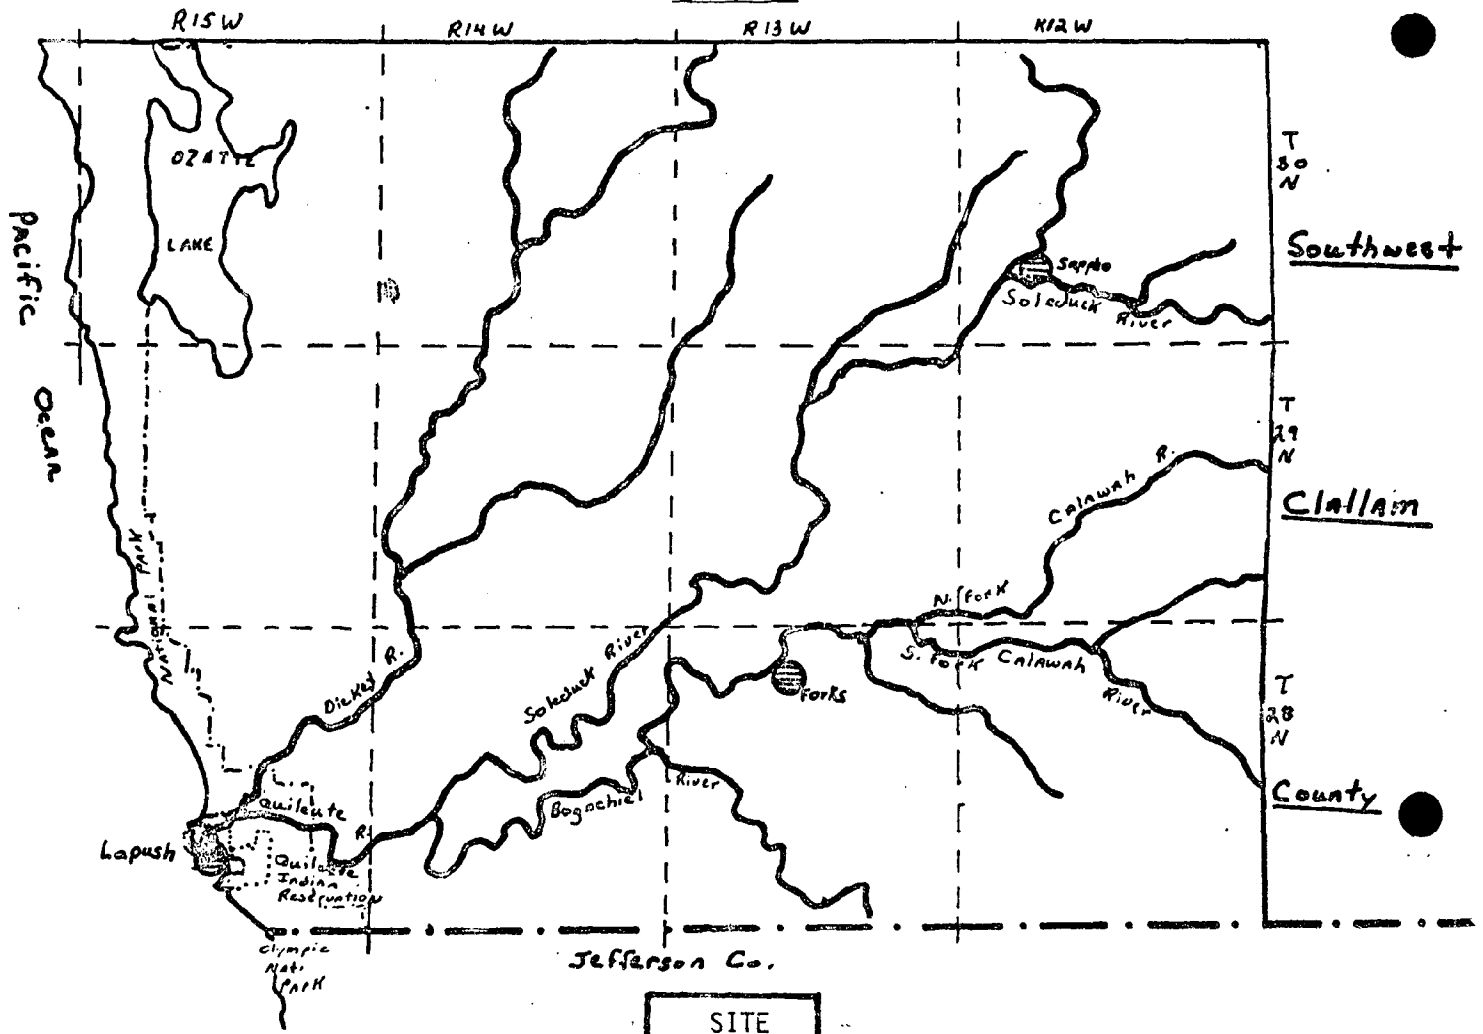 R15W
R14W
R13W
R12W
OZATTE
LAKE
Pacific
Ocean
T
30
N
Southwest
Sappho
Soleduck
River
T
29
N
Calawah R.
Clallam
National Park
N. Fork
S. Fork Calawah
River
Soleduck River
Dickey R.
Forks
T
28
N
Bogachiel
River
County
Quileute
R.
Lapush
Quileute
Indian
Reservation
Olympic
Nat.
Park
Jefferson Co.
SITE